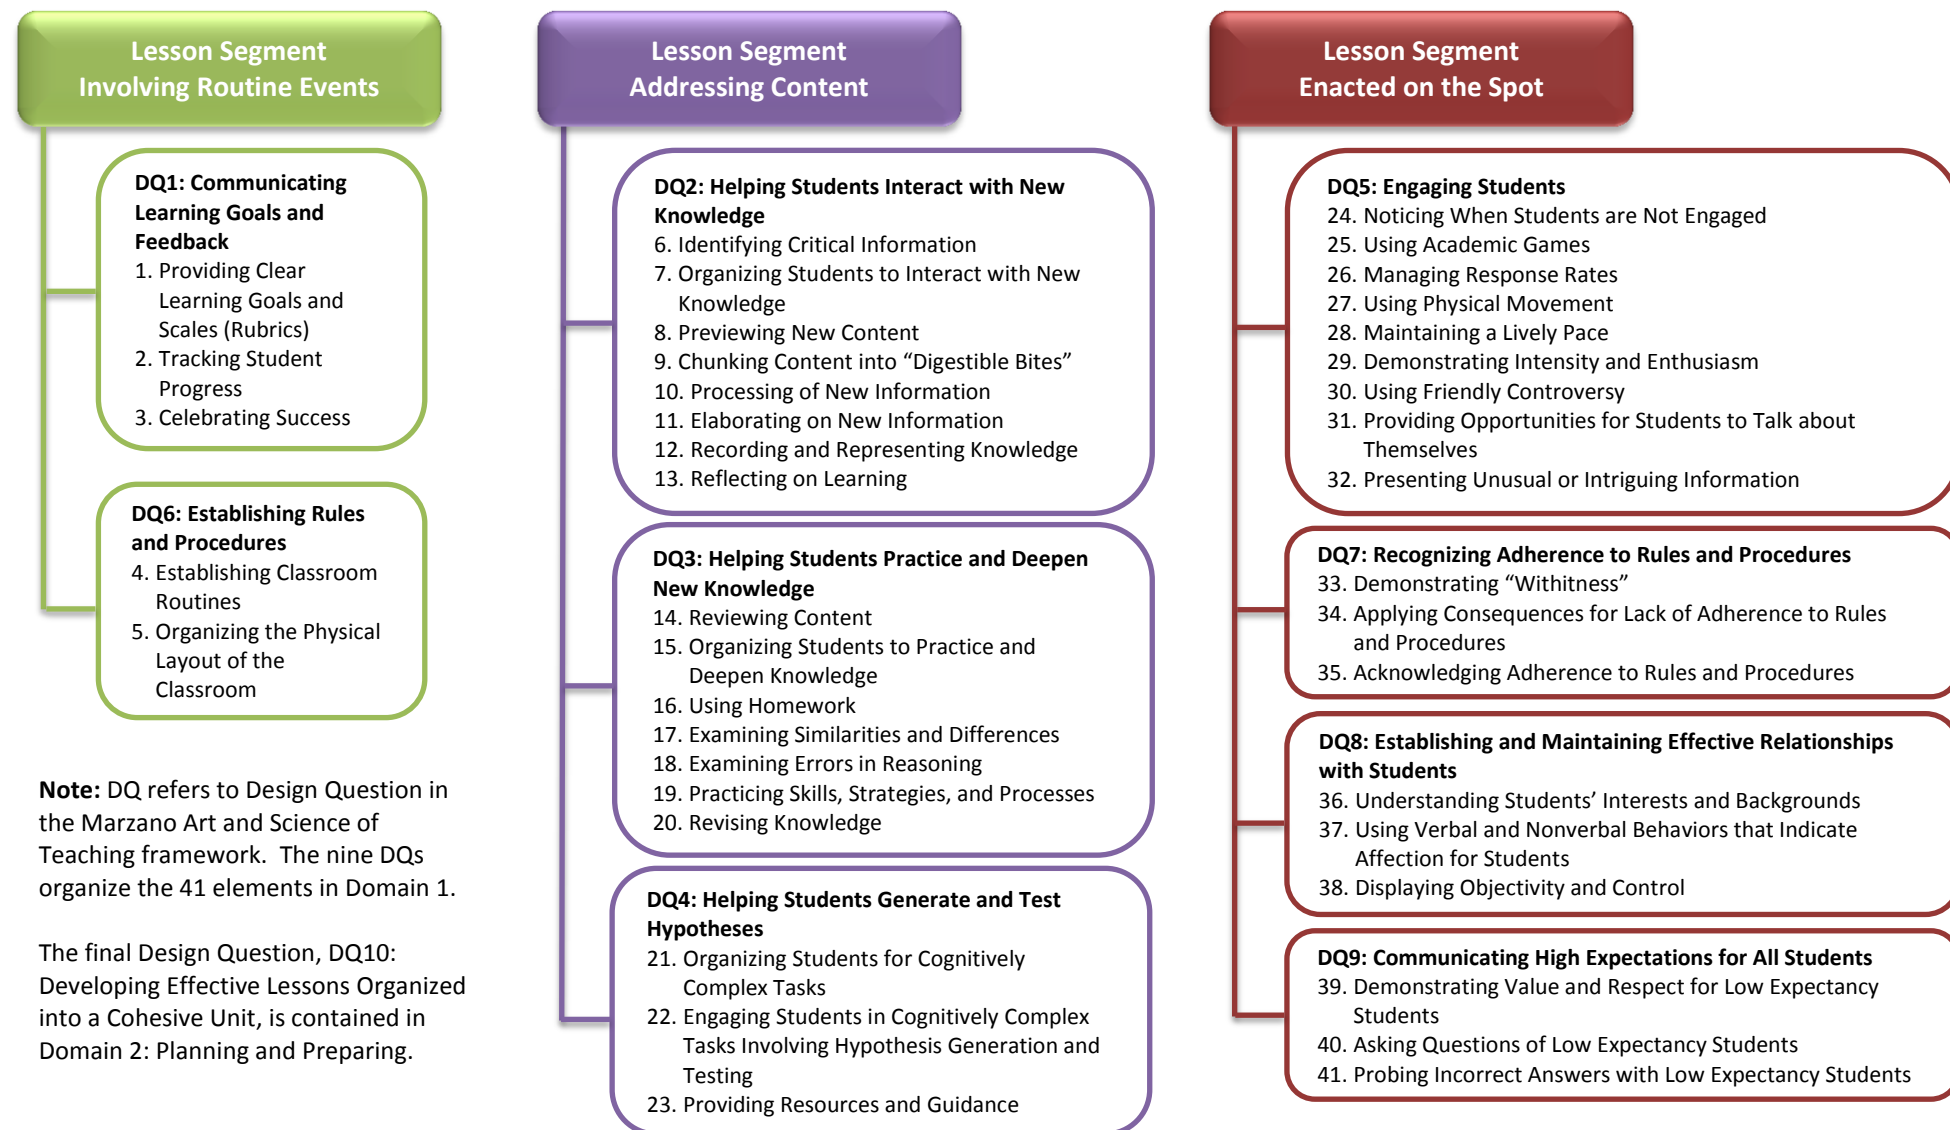 Lesson Segment
Involving Routine Events
DQ1: Communicating
Learning Goals and
Feedback
1. Providing Clear
Learning Goals and
Scales (Rubrics)
2. Tracking Student
Progress
3. Celebrating Success
DQ6: Establishing Rules
and Procedures
4. Establishing Classroom
Routines
5. Organizing the Physical
Layout of the
Classroom
Note: DQ refers to Design Question in
the Marzano Art and Science of
Teaching framework.  The nine DQs
organize the 41 elements in Domain 1.
The final Design Question, DQ10:
Developing Effective Lessons Organized
into a Cohesive Unit, is contained in
Domain 2: Planning and Preparing.
Lesson Segment
Addressing Content
DQ2: Helping Students Interact with New
Knowledge
6. Identifying Critical Information
7. Organizing Students to Interact with New
Knowledge
8. Previewing New Content
9. Chunking Content into “Digestible Bites”
10. Processing of New Information
11. Elaborating on New Information
12. Recording and Representing Knowledge
13. Reflecting on Learning
DQ3: Helping Students Practice and Deepen
New Knowledge
14. Reviewing Content
15. Organizing Students to Practice and
Deepen Knowledge
16. Using Homework
17. Examining Similarities and Differences
18. Examining Errors in Reasoning
19. Practicing Skills, Strategies, and Processes
20. Revising Knowledge
DQ4: Helping Students Generate and Test
Hypotheses
21. Organizing Students for Cognitively
Complex Tasks
22. Engaging Students in Cognitively Complex
Tasks Involving Hypothesis Generation and
Testing
23. Providing Resources and Guidance
Lesson Segment
Enacted on the Spot
DQ5: Engaging Students
24. Noticing When Students are Not Engaged
25. Using Academic Games
26. Managing Response Rates
27. Using Physical Movement
28. Maintaining a Lively Pace
29. Demonstrating Intensity and Enthusiasm
30. Using Friendly Controversy
31. Providing Opportunities for Students to Talk about
Themselves
32. Presenting Unusual or Intriguing Information
DQ7: Recognizing Adherence to Rules and Procedures
33. Demonstrating “Withitness”
34. Applying Consequences for Lack of Adherence to Rules
and Procedures
35. Acknowledging Adherence to Rules and Procedures
DQ8: Establishing and Maintaining Effective Relationships
with Students
36. Understanding Students’ Interests and Backgrounds
37. Using Verbal and Nonverbal Behaviors that Indicate
Affection for Students
38. Displaying Objectivity and Control
DQ9: Communicating High Expectations for All Students
39. Demonstrating Value and Respect for Low Expectancy
Students
40. Asking Questions of Low Expectancy Students
41. Probing Incorrect Answers with Low Expectancy Students